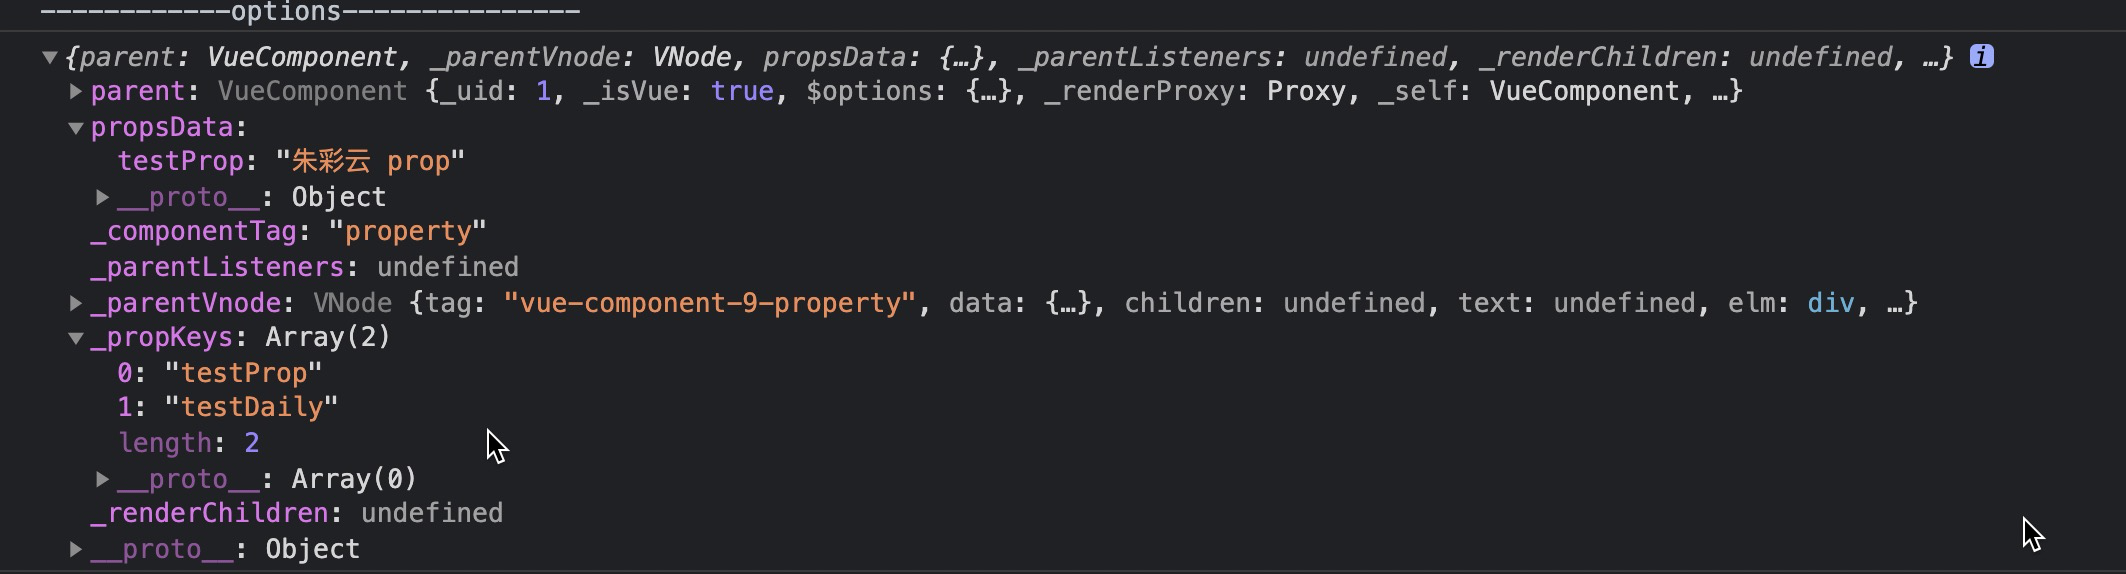 ------------options---------------
{parent: VueComponent, _parentVnode: VNode, propsData: {…}, _parentListeners: undefined, _renderChildren: undefined, …} i
parent: VueComponent {_uid: 1, _isVue: true, $options: {…}, _renderProxy: Proxy, _self: VueComponent, …}
propsData:
testProp: "朱彩云 prop"
__proto__: Object
_componentTag: "property"
_parentListeners: undefined
_parentVnode: VNode {tag: "vue-component-9-property", data: {…}, children: undefined, text: undefined, elm: div, …}
_propKeys: Array(2)
0: "testProp"
1: "testDaily"
length: 2
__proto__: Array(0)
_renderChildren: undefined
__proto__: Object